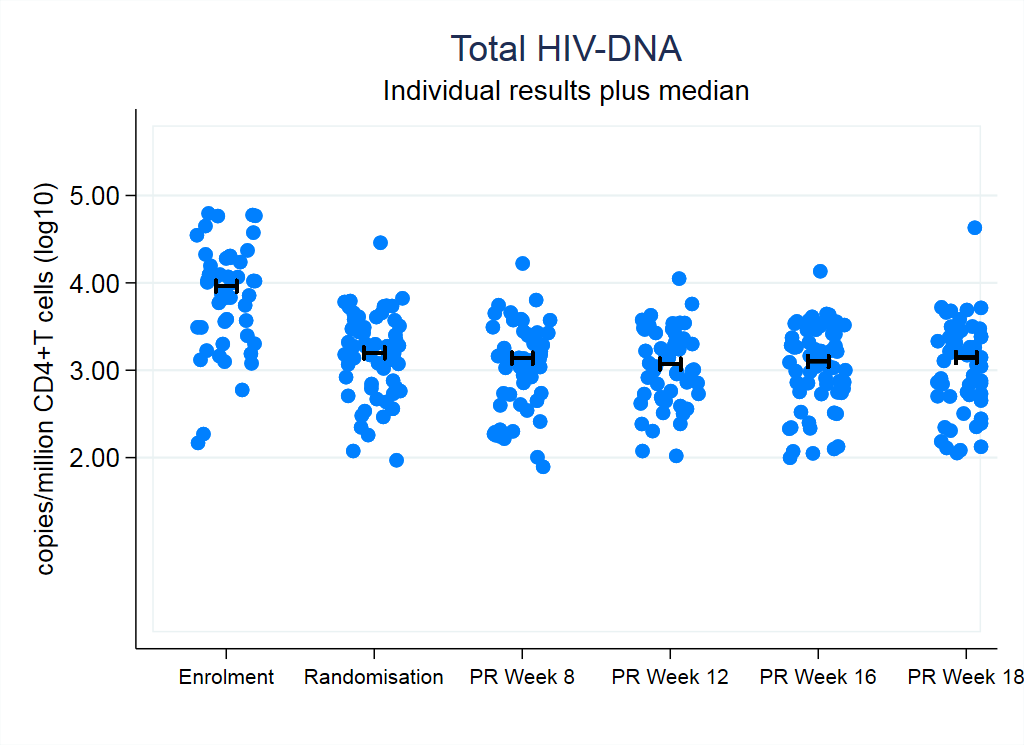 Total HIV-DNA
Individual results plus median
copies/million CD4+T cells (log10)
5.00
4.00
3.00
2.00
Enrolment Randomisation PR Week 8 PR Week 12 PR Week 16 PR Week 18